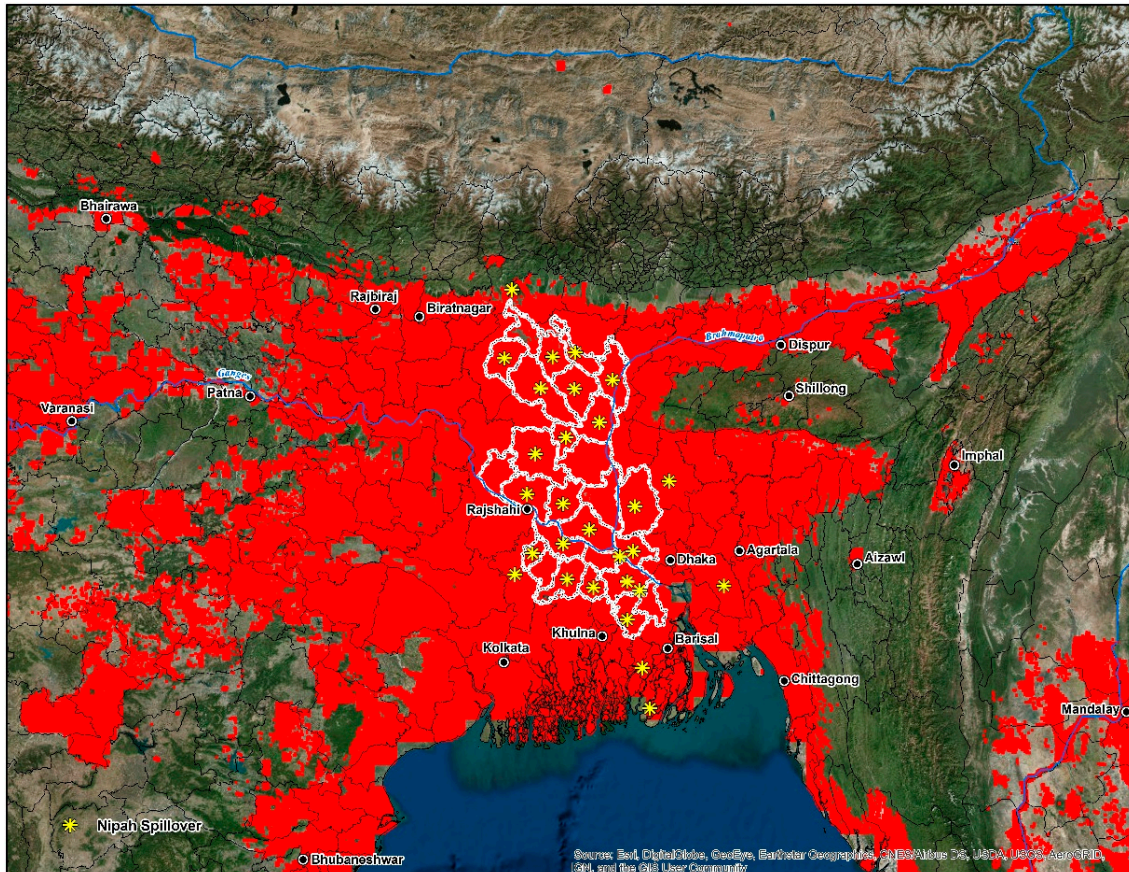 Bhairawa
Rajbiraj
Biratnagar
Brahmaputra
Dispur
Ganges
Patna
Shillong
Varanasi
Imphal
Rajshahi
Dhaka
Agartala
Aizawl
Khulna
Barisal
Kolkata
Chittagong
Mandalay
Nipah Spillover
Bhubaneshwar
Source: Esri, DigitalGlobe, GeoEye, Earthstar Geographics, CNES/Airbus DS, USDA, USGS, AeroGRID,
IGN, and the GIS User Community